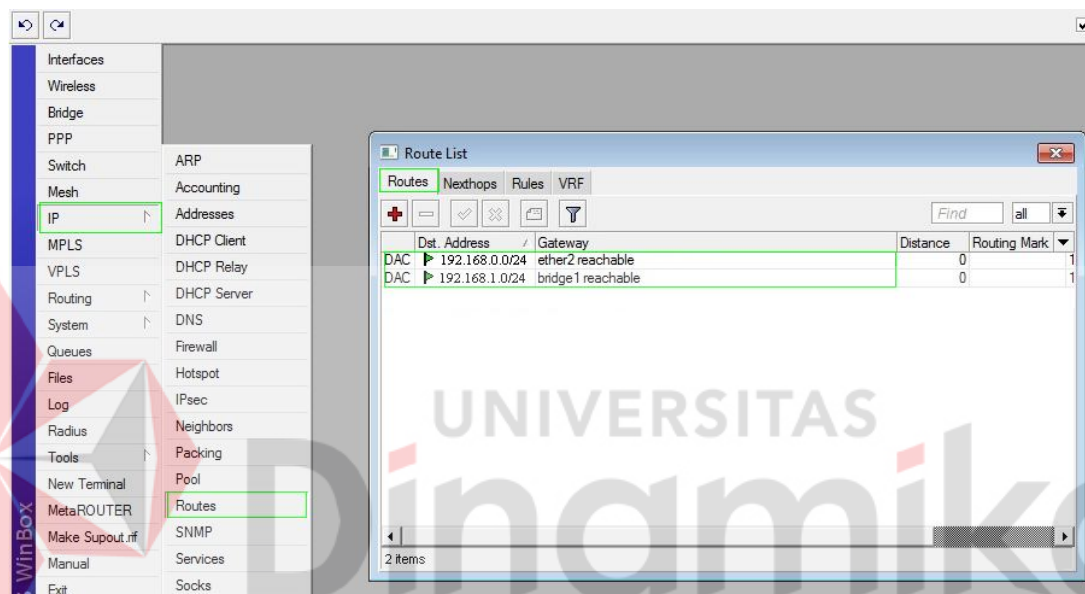 Interfaces
Wireless
Bridge
PPP
Switch
Mesh
IP
MPLS
VPLS
Routing
System
Queues
Files
Log
Radius
Tools
New Terminal
MetaROUTER
Make Supout.rif
Manual
Exit
WinBox
ARP
Accounting
Addresses
DHCP Client
DHCP Relay
DHCP Server
DNS
Firewall
Hotspot
IPsec
Neighbors
Packing
Pool
Routes
SNMP
Services
Socks
Route List
Routes Nexthops Rules VRF
Find all
Dst. Address / Gateway Distance Routing Mark
DAC 192.168.0.0/24 ether2 reachable 0 1
DAC 192.168.1.0/24 bridge1 reachable 0 1
2 items
UNIVERSITAS
Dinamika